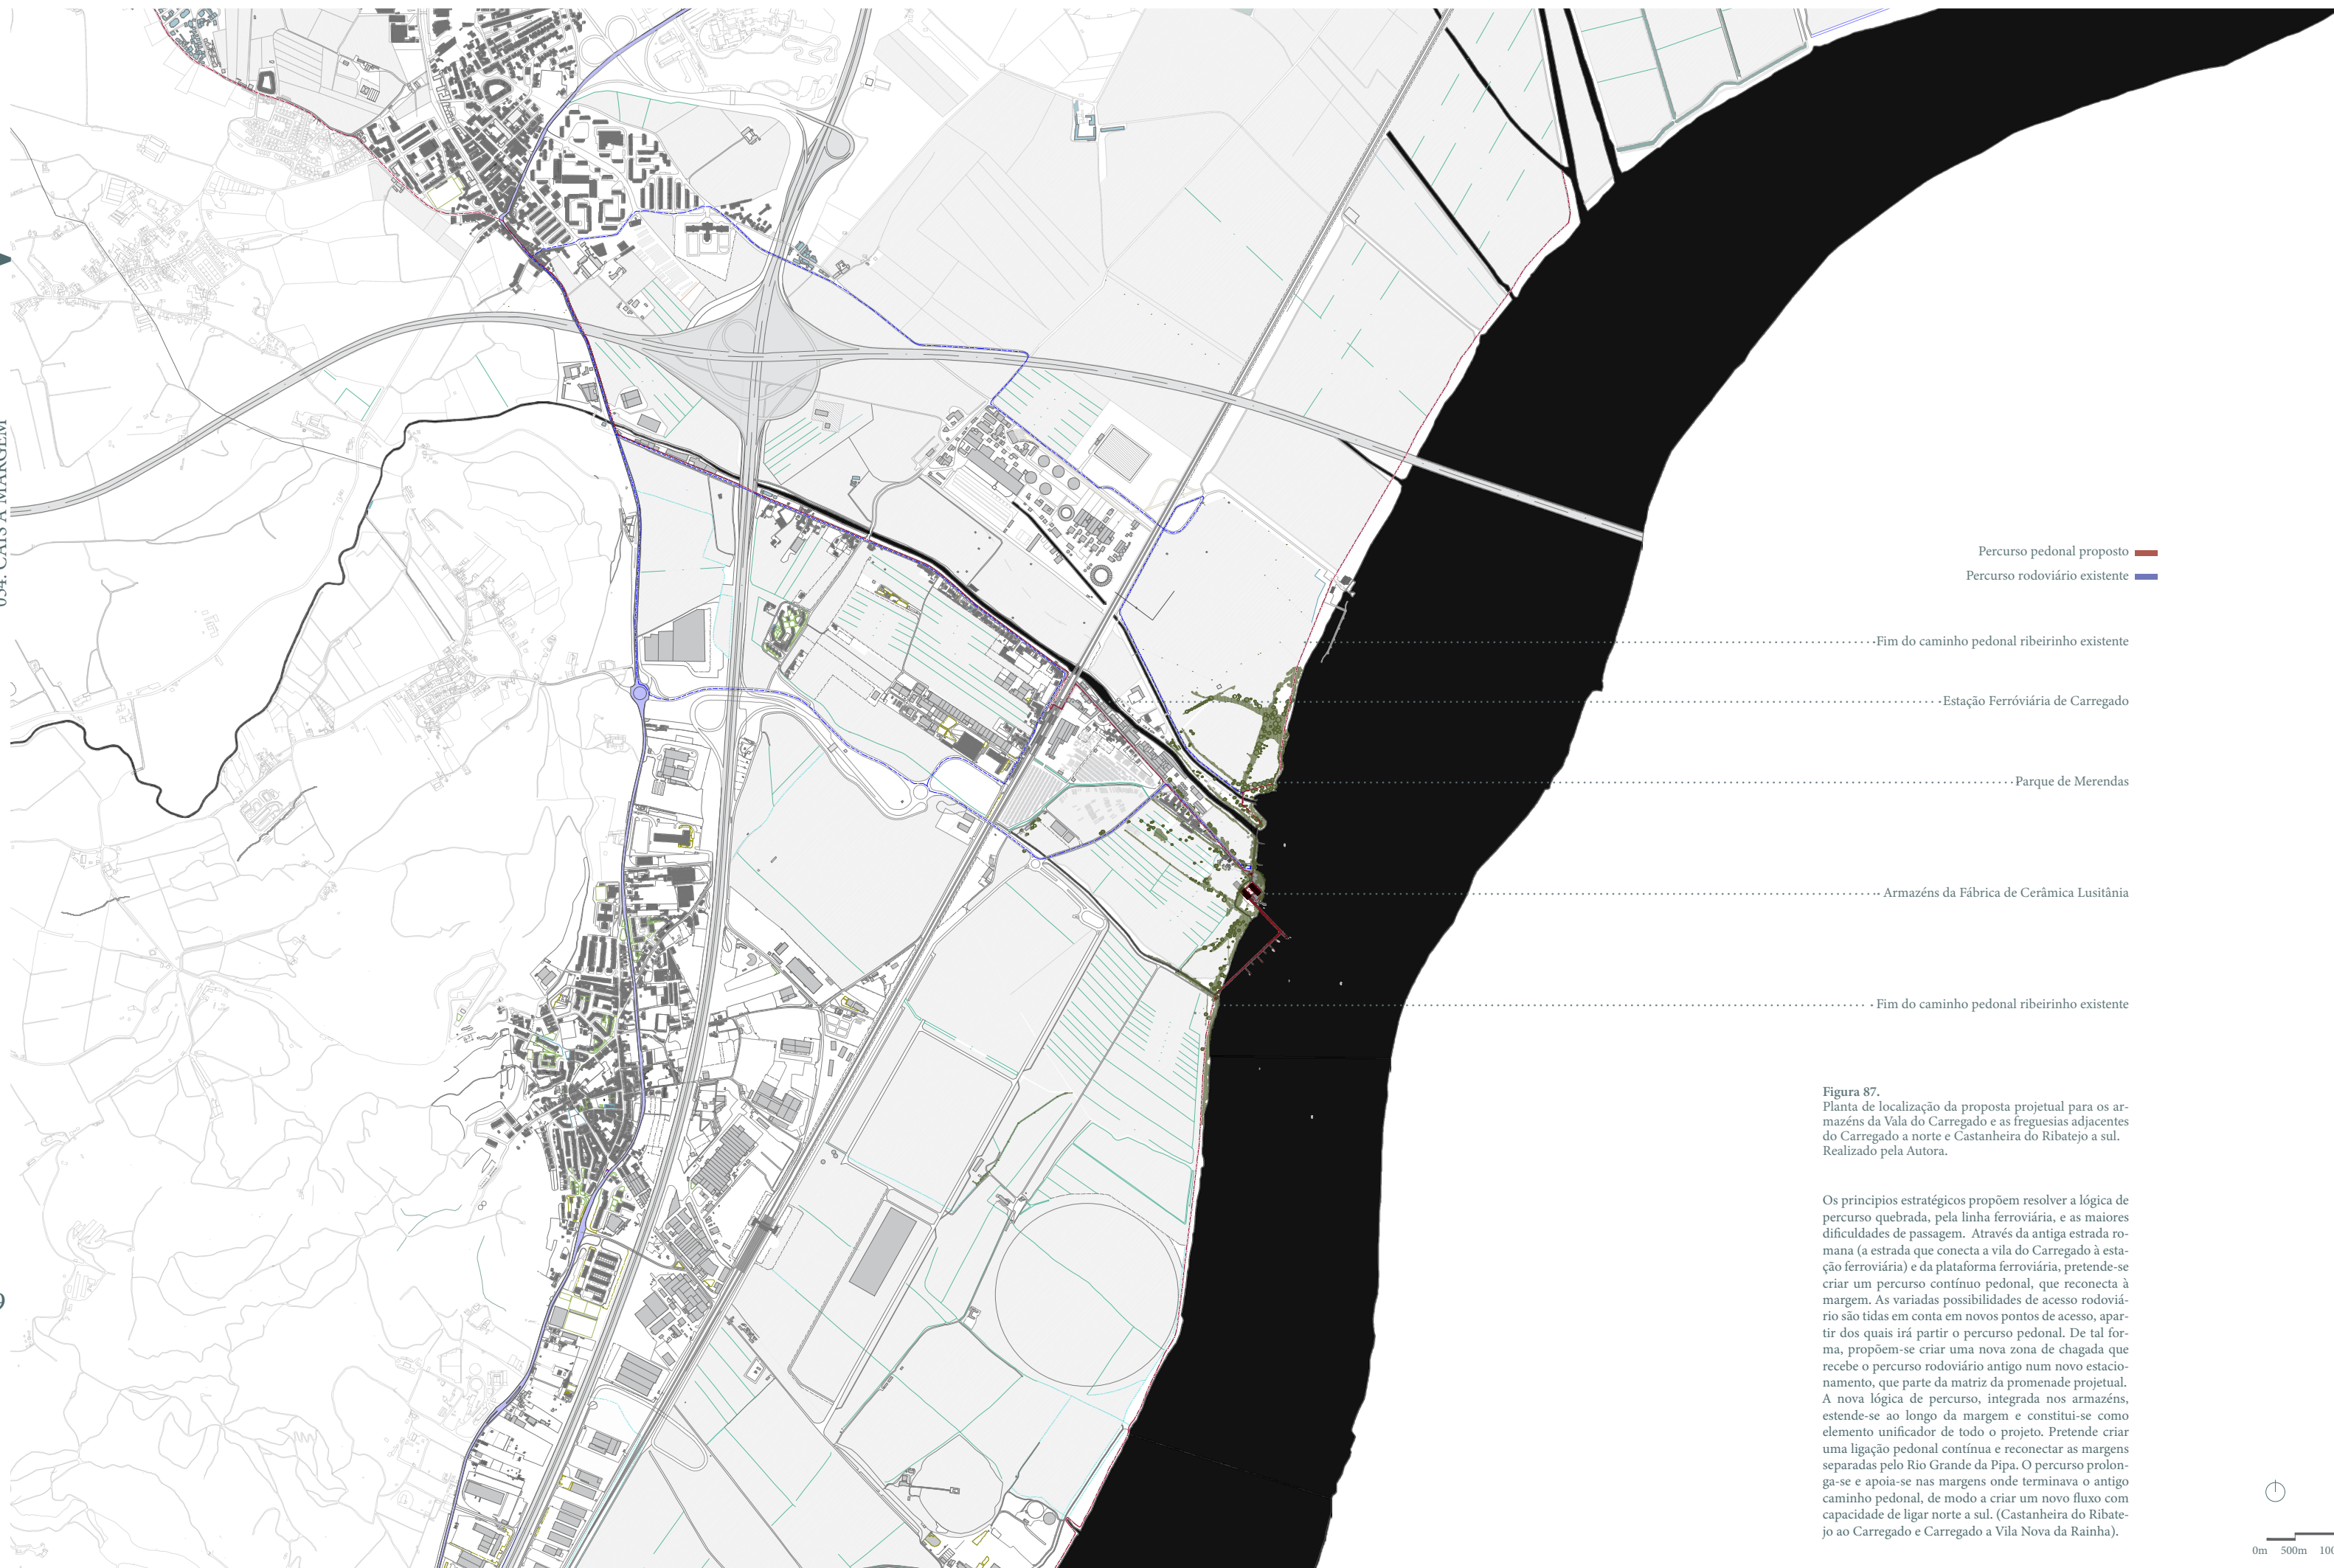 034. CAIS À MARGEM
9
Percurso pedonal proposto
Percurso rodoviário existente
Fim do caminho pedonal ribeirinho existente
Estação Ferróviária de Carregado
Parque de Merendas
Armazéns da Fábrica de Cerâmica Lusitânia
Fim do caminho pedonal ribeirinho existente
Figura 87.
Planta de localização da proposta projetual para os ar-
mazéns da Vala do Carregado e as freguesias adjacentes
do Carregado a norte e Castanheira do Ribatejo a sul.
Realizado pela Autora.
Os principios estratégicos propõem resolver a lógica de
percurso quebrada, pela linha ferroviária, e as maiores
dificuldades de passagem. Através da antiga estrada ro-
mana (a estrada que conecta a vila do Carregado à esta-
ção ferroviária) e da plataforma ferroviária, pretende-se
criar um percurso contínuo pedonal, que reconecta à
margem. As variadas possibilidades de acesso rodoviá-
rio são tidas em conta em novos pontos de acesso, apar-
tir dos quais irá partir o percurso pedonal. De tal for-
ma, propõem-se criar uma nova zona de chagada que
recebe o percurso rodoviário antigo num novo estacio-
namento, que parte da matriz da promenade projetual.
A nova lógica de percurso, integrada nos armazéns,
estende-se ao longo da margem e constitui-se como
elemento unificador de todo o projeto. Pretende criar
uma ligação pedonal contínua e reconectar as margens
separadas pelo Rio Grande da Pipa. O percurso prolon-
ga-se e apoia-se nas margens onde terminava o antigo
caminho pedonal, de modo a criar um novo fluxo com
capacidade de ligar norte a sul. (Castanheira do Ribate-
jo ao Carregado e Carregado a Vila Nova da Rainha).
0m 500m 100